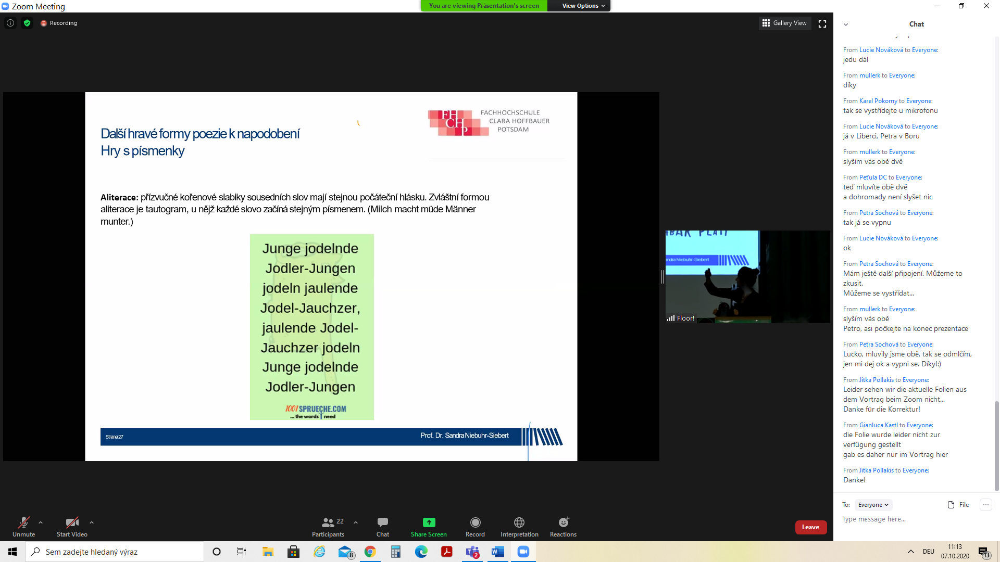 Zoom Meeting
You are viewing Präsentation's screen
View Options
Recording
Gallery View
FACHHOCHSCHULE
CLARA HOFFBAUER
POTSDAM
FH
CH
P
Další hravé formy poezie k napodobení
Hry s písmenky
Aliterace: přízvučné kořenové slabiky sousedních slov mají stejnou počáteční hlásku. Zvláštní formou
aliterace je tautogram, u nějž každé slovo začíná stejným písmenem. (Milch macht müde Männer
munter.)
Junge jodelnde
Jodler-Jungen
jodeln jaulende
Jodel-Jauchzer,
jaulende Jodel-
Jauchzer jodeln
Junge jodelnde
Jodler-Jungen
1001SPRUECHE.COM
... the words I need
Strana27
Prof. Dr. Sandra Niebuhr-Siebert
PLATÍ
andra Niebuhr-Siebert
Floor!
Chat
From Lucie Nováková to Everyone:
jedu dál
From mullerk to Everyone:
díky
From Karel Pokorny to Everyone:
tak se vystřídejte u mikrofonu
From Lucie Nováková to Everyone:
já v Liberci, Petra v Boru
From mullerk to Everyone:
slyším vás obě dvě
From Peťula DC to Everyone:
teď mluvíte obě dvě
a dohromady není slyšet nic
From Petra Sochová to Everyone:
tak já se vypnu
From Lucie Nováková to Everyone:
ok
From Petra Sochová to Everyone:
Mám ještě další připojení. Můžeme to
zkusit.
Můžeme se vystřídat...
From mullerk to Everyone:
slyším vás obě
Petro, asi počkejte na konec prezentace
From Petra Sochová to Everyone:
Lucko, mluvily jsme obě, tak se odmlčím,
jen mi dej ok a vypni se. Díky!:)
From Jitka Pollakis to Everyone:
Leider sehen wir die aktuelle Folien aus
dem Vortrag beim Zoom nicht...
Danke für die Korrektur!
From Gianluca Kastl to Everyone:
die Folie wurde leider nicht zur
verfügung gestellt
gab es daher nur im Vortrag hier
From Jitka Pollakis to Everyone:
Danke!
To: Everyone
File
Type message here...
Unmute
Start Video
22
Participants
Chat
Share Screen
Record
Interpretation
Reactions
Leave
Sem zadejte hledaný výraz
8
2
DEU
11:13
07.10.2020
13